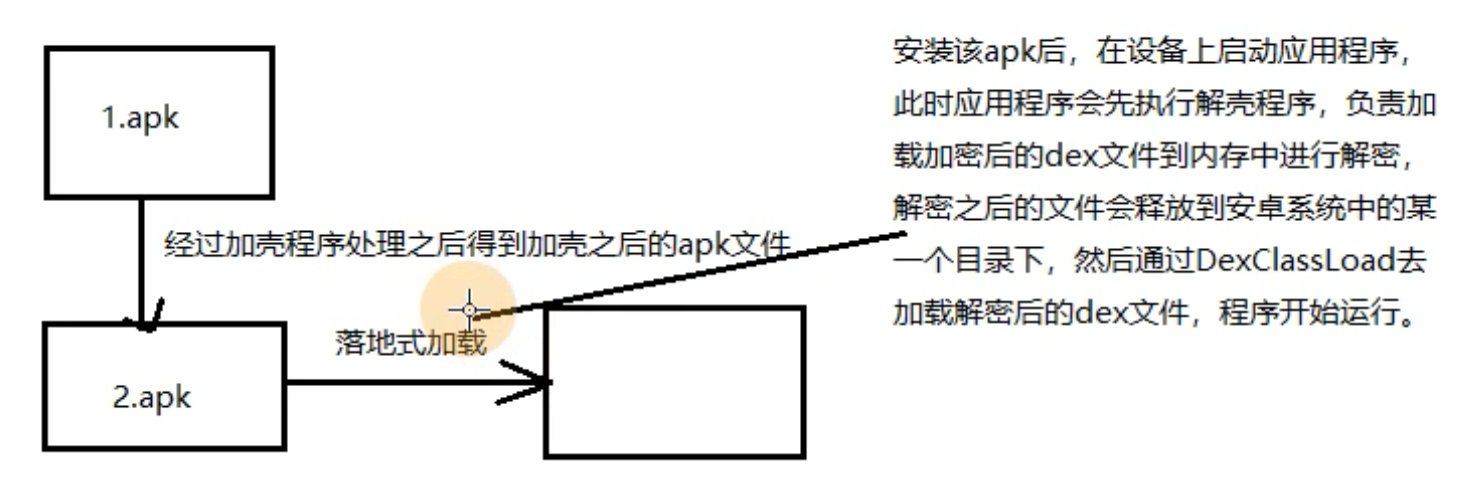 1.apk
经过加壳程序处理之后得到加壳之后的apk文件
落地式加载
2.apk
安装该apk后，在设备上启动应用程序，
此时应用程序会先执行解壳程序，负责加
载加密后的dex文件到内存中进行解密，
解密之后的文件会释放到安卓系统中的某
一个目录下，然后通过DexClassLoad去
加载解密后的dex文件，程序开始运行。